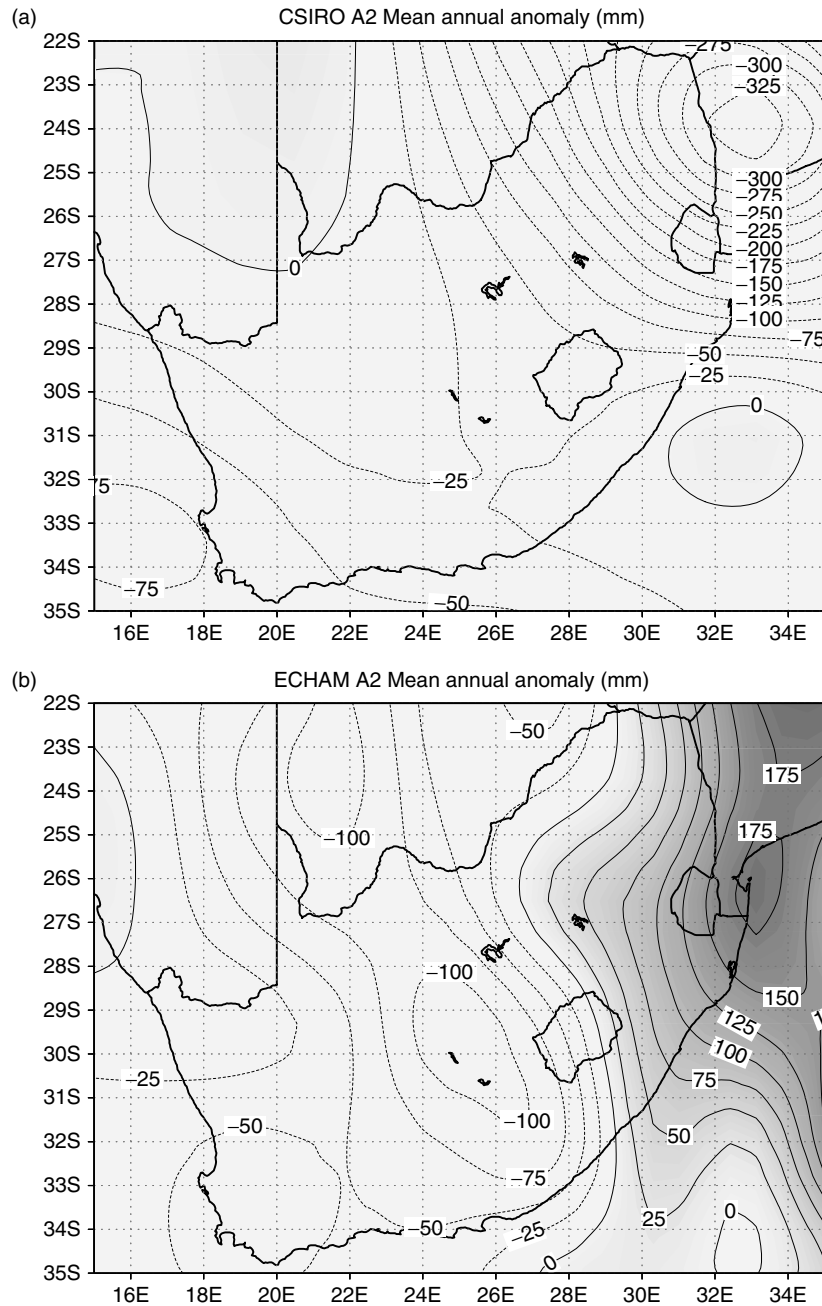 (a)
CSIRO A2 Mean annual anomaly (mm)
22S
23S
24S
25S
26S
27S
28S
29S
30S
31S
32S
33S
34S
35S
−275
−300
−325
−300
−275
−250
−225
−200
−175
−150
−125
−100
−75
−50
−25
0
0
−25
75
−75
−50
16E 18E 20E 22E 24E 26E 28E 30E 32E 34E
(b)
ECHAM A2 Mean annual anomaly (mm)
22S
23S
24S
25S
26S
27S
28S
29S
30S
31S
32S
33S
34S
35S
−50
175
−100
175
−100
150
125
100
−25
75
−100
−50
50
−75
−50
−25
25
0
0
16E 18E 20E 22E 24E 26E 28E 30E 32E 34E